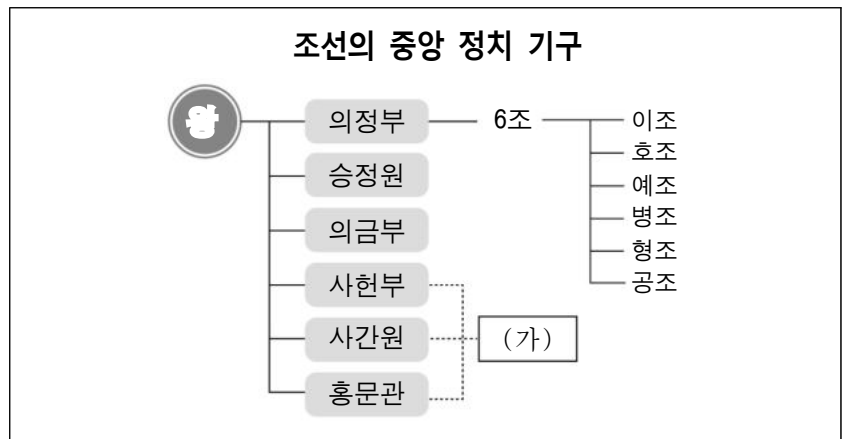 조선의 중앙 정치 기구
왕
의정부 6조 이조
호조
승정원
예조
병조
의금부
형조
사헌부
공조
사간원 (가)
홍문관